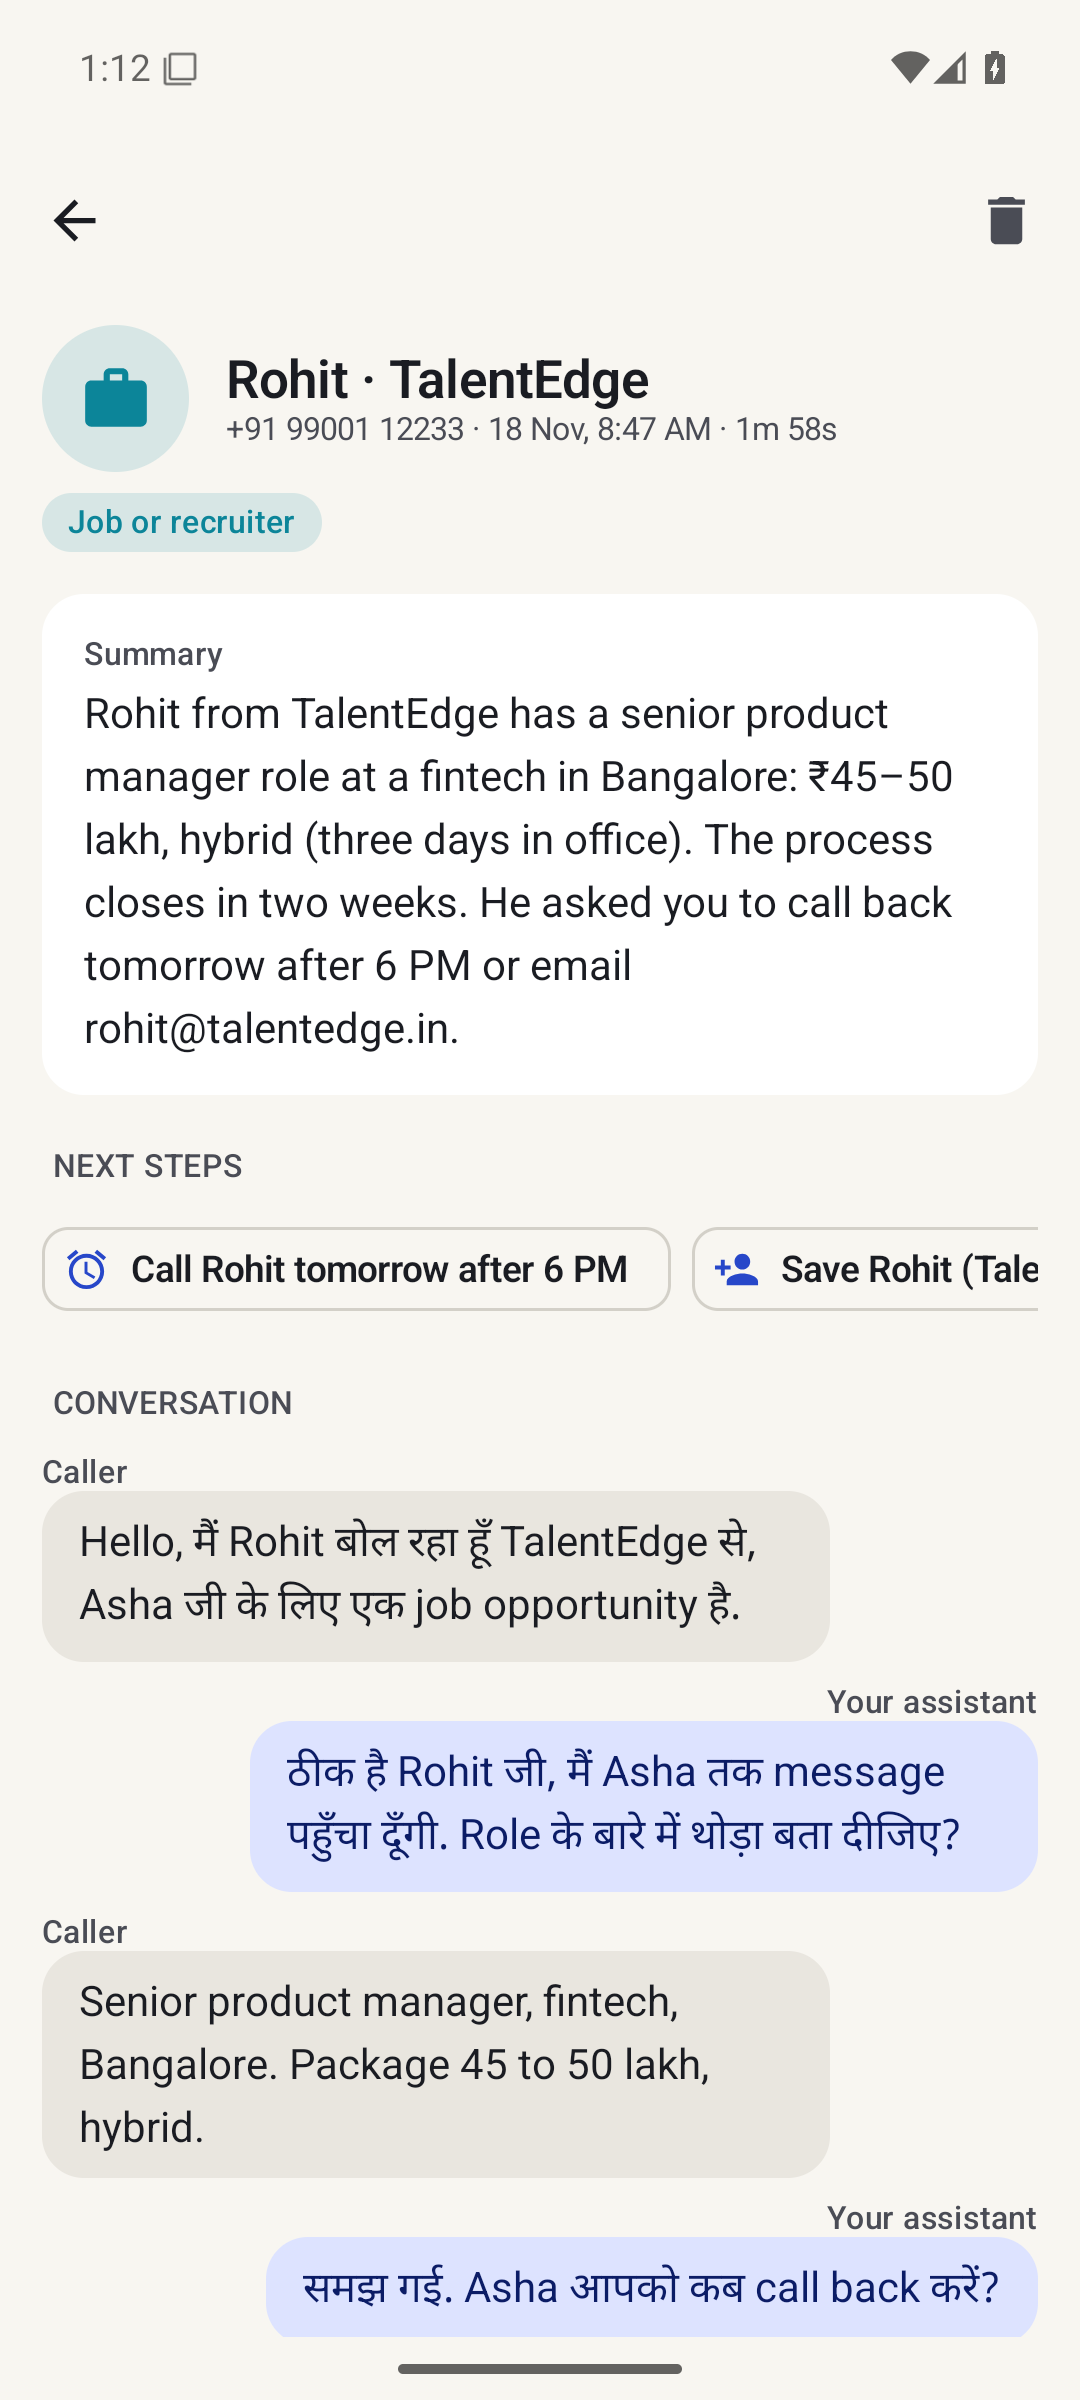 1:12
Rohit · TalentEdge
+91 99001 12233 · 18 Nov, 8:47 AM · 1m 58s
Job or recruiter
Summary
Rohit from TalentEdge has a senior product
manager role at a fintech in Bangalore: ₹45–50
lakh, hybrid (three days in office). The process
closes in two weeks. He asked you to call back
tomorrow after 6 PM or email
rohit@talentedge.in.
NEXT STEPS
Call Rohit tomorrow after 6 PM
Save Rohit (Tale
CONVERSATION
Caller
Hello, मैं Rohit बोल रहा हूँ TalentEdge से,
Asha जी के लिए एक job opportunity है.
Your assistant
ठीक है Rohit जी, मैं Asha तक message
पहुँचा दूँगी. Role के बारे में थोड़ा बता दीजिए?
Caller
Senior product manager, fintech,
Bangalore. Package 45 to 50 lakh,
hybrid.
Your assistant
समझ गई. Asha आपको कब call back करें?